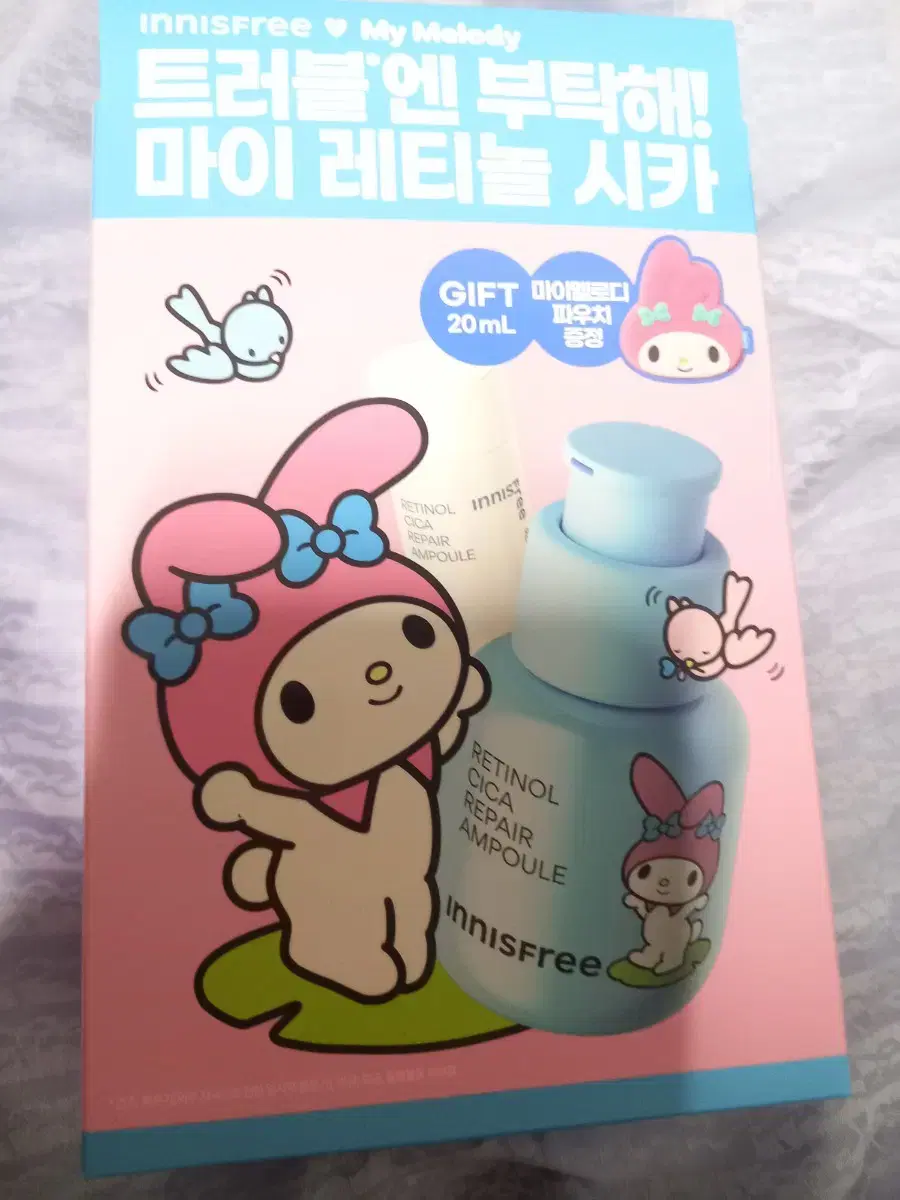 innisfree ♥ My Melody
트러블*엔 부탁해!
마이 레티놀 시카
GIFT
20mL
마이멜로디
파우치
증정
RETINOL
CICA
REPAIR
AMPOULE
innisfree
RETINOL
CICA
REPAIR
AMPOULE
innisfree